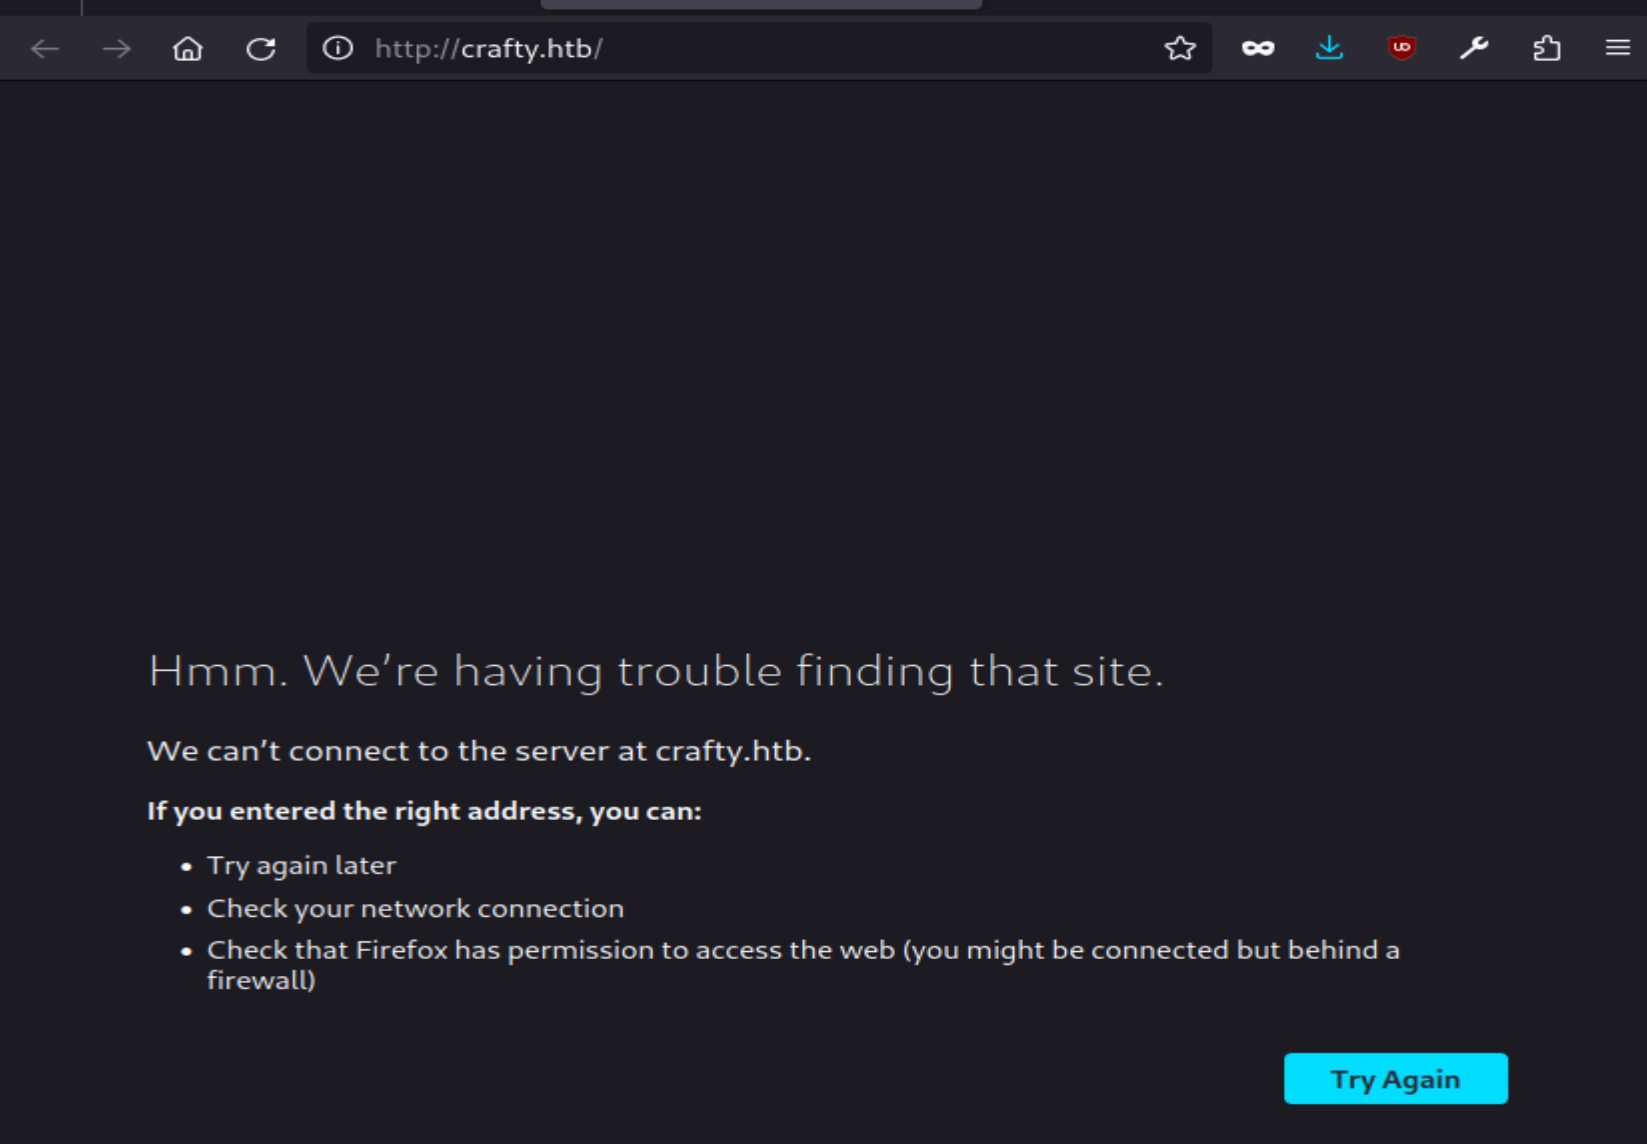 http://crafty.htb/
Hmm. We're having trouble finding that site.
We can't connect to the server at crafty.htb.
If you entered the right address, you can:
• Try again later
• Check your network connection
• Check that Firefox has permission to access the web (you might be connected but behind a
firewall)
Try Again